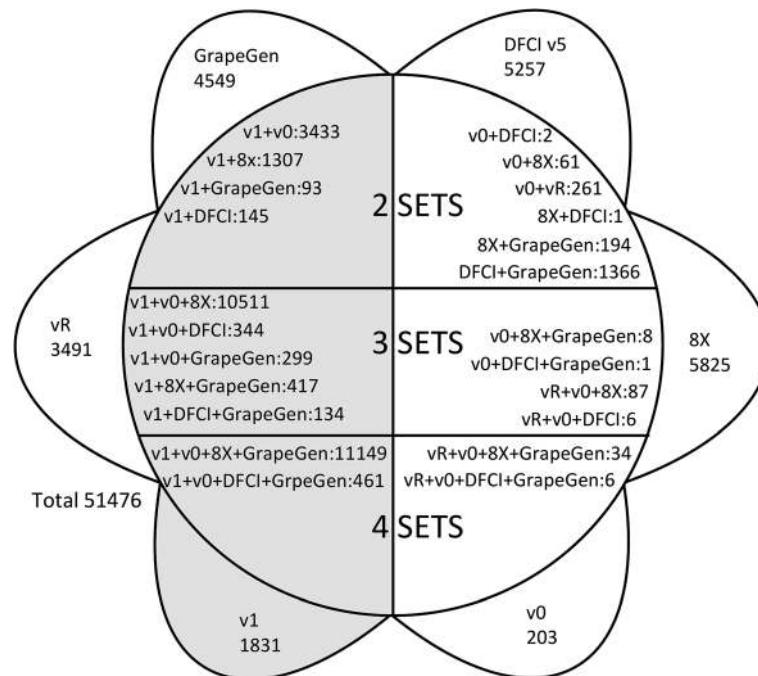 GrapeGen
4549
DFCI v5
5257
v1+v0:3433
v1+8x:1307
v1+GrapeGen:93
v1+DFCI:145
2 SETS
v0+DFCI:2
v0+8X:61
v0+vR:261
8X+DFCI:1
8X+GrapeGen:194
DFCI+GrapeGen:1366
vR
3491
v1+v0+8X:10511
v1+v0+DFCI:344
v1+v0+GrapeGen:299
v1+8X+GrapeGen:417
v1+DFCI+GrapeGen:134
3 SETS
v0+8X+GrapeGen:8
v0+DFCI+GrapeGen:1
vR+v0+8X:87
vR+v0+DFCI:6
8X
5825
v1+v0+8X+GrapeGen:11149
v1+v0+DFCI+GrpeGen:461
vR+v0+8X+GrapeGen:34
vR+v0+DFCI+GrapeGen:6
4 SETS
Total 51476
v1
1831
v0
203